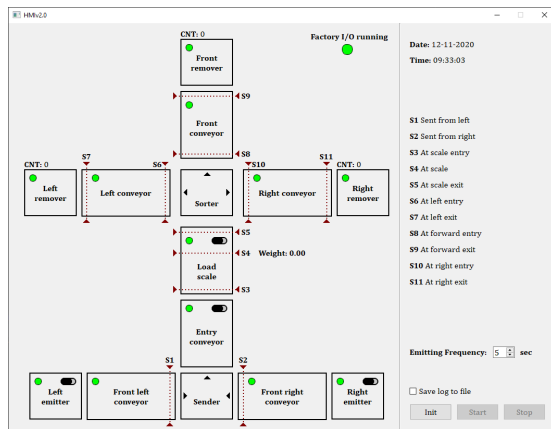 HMIv2.0
CNT: 0
Factory I/O running
Front
remover
S9
Front
conveyor
S8
S7
S6
S10
S11
CNT: 0
CNT: 0
Left
remover
Left conveyor
Sorter
Right conveyor
Right
remover
S5
S4
Weight: 0.00
Load
scale
S3
Entry
conveyor
S1
S2
Left
emitter
Front left
conveyor
Sender
Front right
conveyor
Right
emitter
Date: 12-11-2020
Time: 09:33:03
S1 Sent from left
S2 Sent from right
S3 At scale entry
S4 At scale
S5 At scale exit
S6 At left entry
S7 At left exit
S8 At forward entry
S9 At forward exit
S10 At right entry
S11 At right exit
Emitting Frequency: 5 sec
Save log to file
Init Start Stop